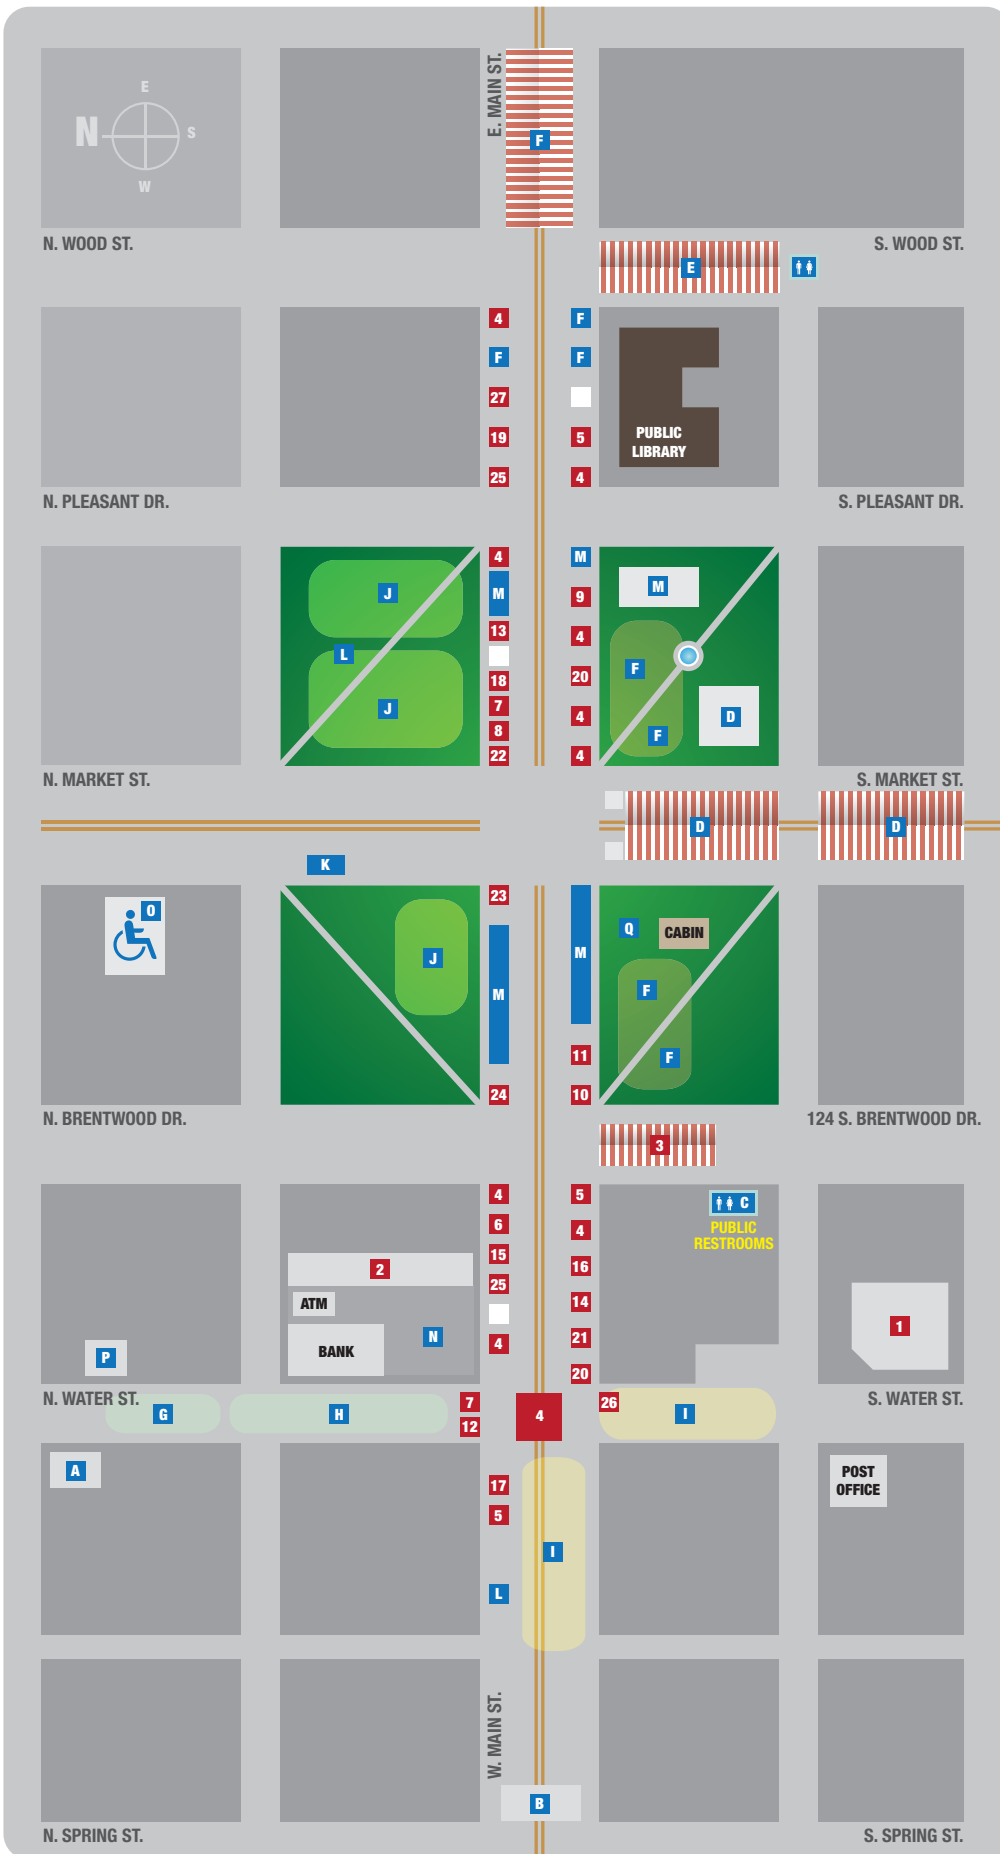 E
N
S
W
E. MAIN ST.
F
N. WOOD ST.
S. WOOD ST.
E
4
F
F
F
27
19
5
25
4
PUBLIC
LIBRARY
N. PLEASANT DR.
S. PLEASANT DR.
4
M
J
M
M
9
13
4
L
F
18
20
7
J
4
D
8
F
22
4
N. MARKET ST.
S. MARKET ST.
D
D
K
23
O
Q
CABIN
M
J
M
F
11
F
24
10
N. BRENTWOOD DR.
124 S. BRENTWOOD DR.
3
4
5
C
6
4
PUBLIC
RESTROOMS
15
16
2
25
14
ATM
1
N
4
21
BANK
P
20
N. WATER ST.
S. WATER ST.
G
H
7
12
4
26
I
A
17
POST
OFFICE
5
I
L
W. MAIN ST.
B
N. SPRING ST.
S. SPRING ST.